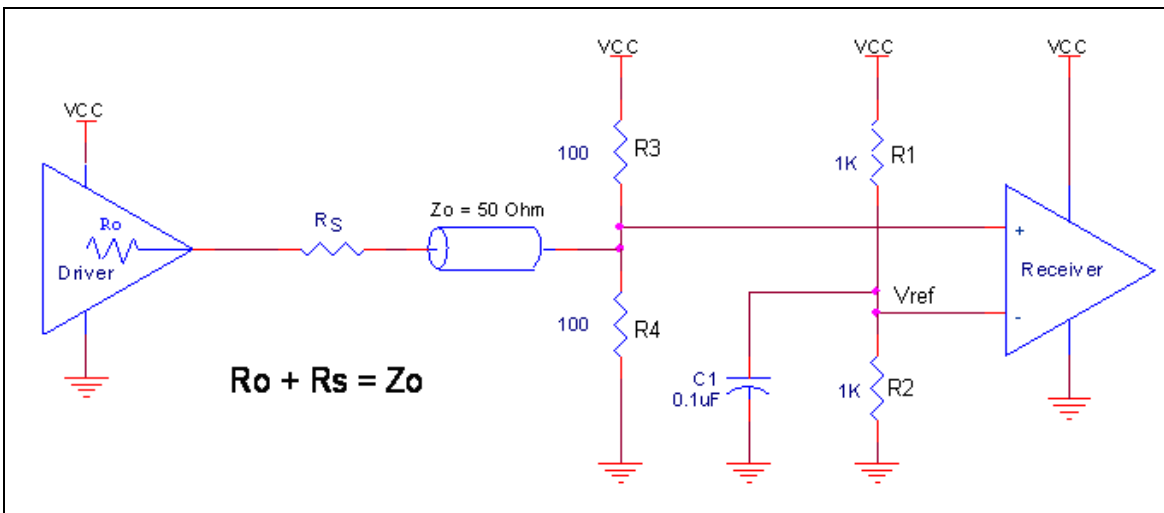 VCC
VCC
VCC
VCC
R3
100
R1
1K
Ro
Driver
RS
Zo = 50 Ohm
+
Receiver
Vref
-
100
R4
C1
0.1uF
1K
R2
Ro + Rs = Zo